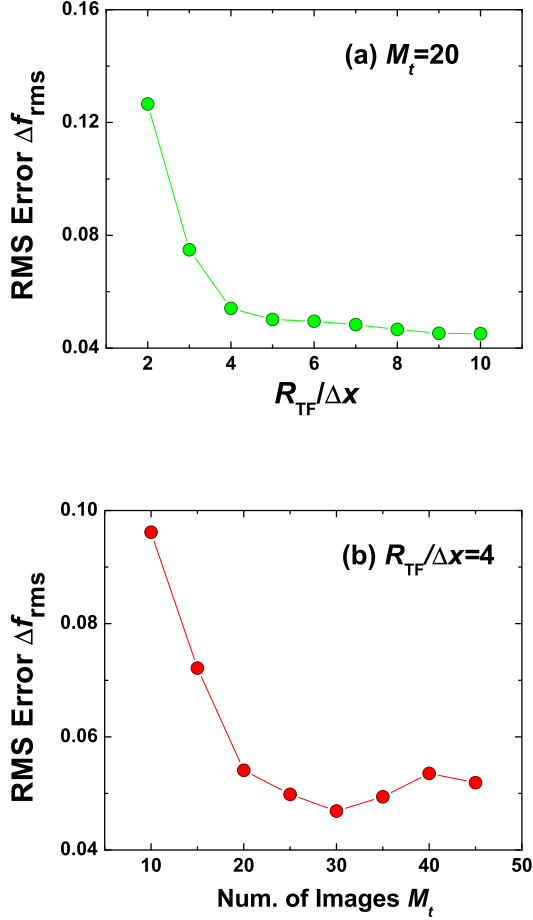 0.16
(a) M_t=20
0.12
RMS Error Δf_rms
0.08
0.04
2 4 6 8 10
R_TF/Δx
0.10
(b) R_TF/Δx=4
0.08
RMS Error Δf_rms
0.06
0.04
10 20 30 40 50
Num. of Images M_t